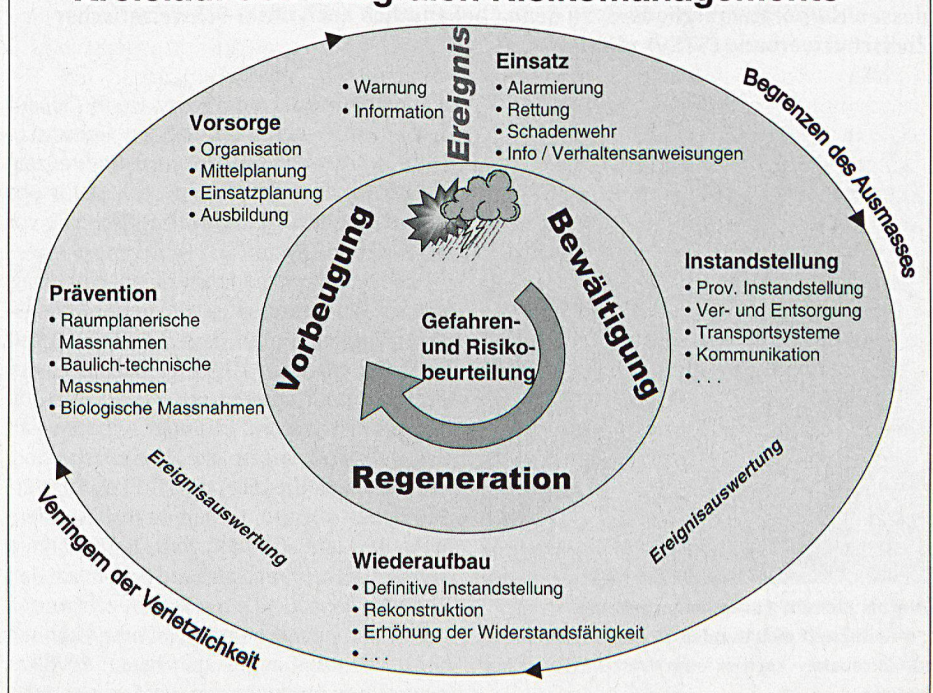 Ereignis
• Warnung
• Information
Einsatz
• Alarmierung
• Rettung
• Schadenwehr
• Info / Verhaltensanweisungen
Begrenzen des Ausmasses
Vorsorge
• Organisation
• Mittelplanung
• Einsatzplanung
• Ausbildung
Vorbeugung
Bewältigung
Instandstellung
• Prov. Instandstellung
• Ver- und Entsorgung
• Transportsysteme
• Kommunikation
• . . .
Prävention
• Raumplanerische
Massnahmen
• Baulich-technische
Massnahmen
• Biologische Massnahmen
Gefahren-
und Risiko-
beurteilung
Regeneration
Ereignisauswertung
Ereignisauswertung
Verringern der Verletzlichkeit
Wiederaufbau
• Definitive Instandstellung
• Rekonstruktion
• Erhöhung der Widerstandsfähigkeit
• . . .